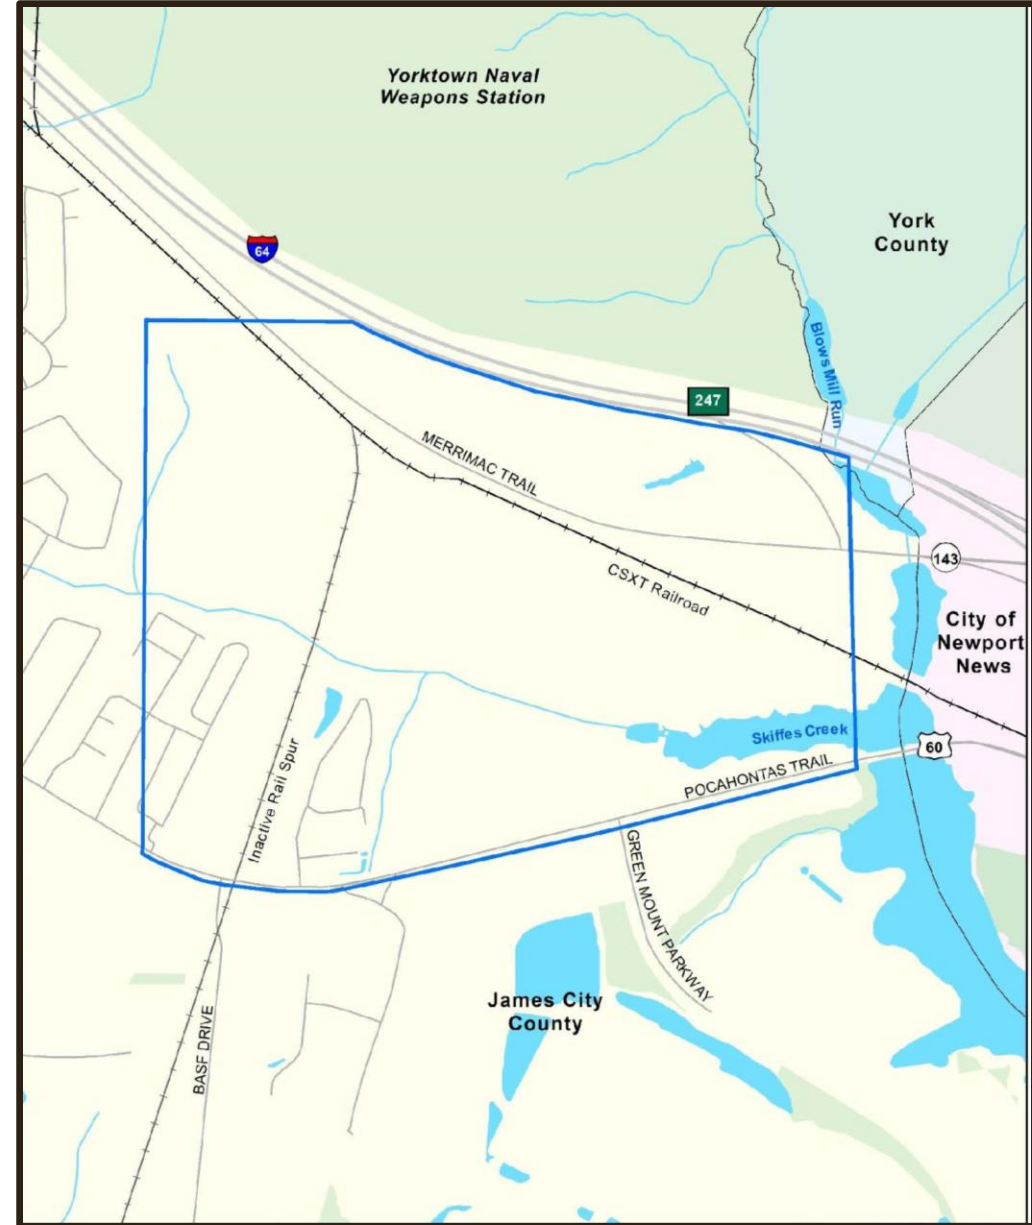 Yorktown Naval
Weapons Station
York
County
64
Blows Mill Run
247
MERRIMAC TRAIL
CSXT Railroad
143
City of
Newport
News
Skiffes Creek
60
POCAHONTAS TRAIL
Inactive Rail Spur
GREEN MOUNT PARKWAY
James City
County
BASF DRIVE